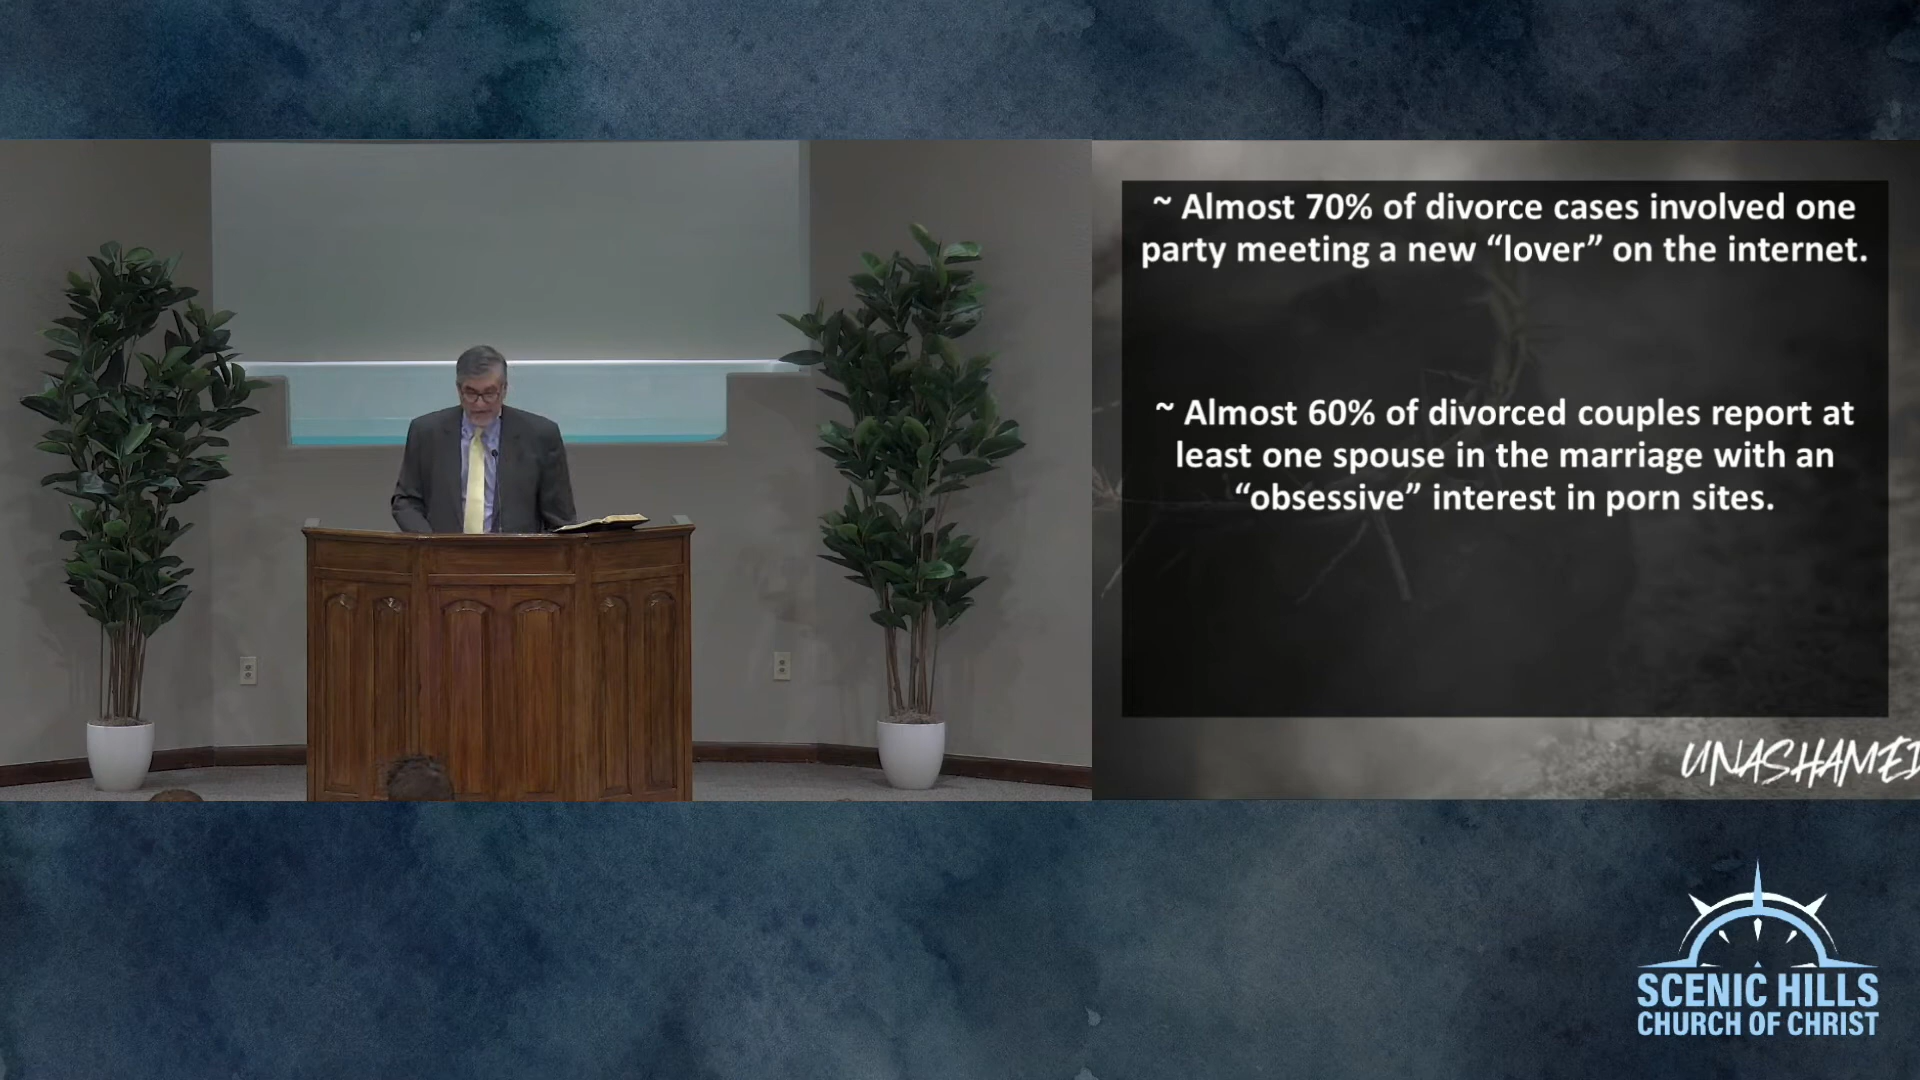 ~ Almost 70% of divorce cases involved one
party meeting a new “lover” on the internet.
~ Almost 60% of divorced couples report at
least one spouse in the marriage with an
“obsessive” interest in porn sites.
UNASHAMED
SCENIC HILLS
CHURCH OF CHRIST